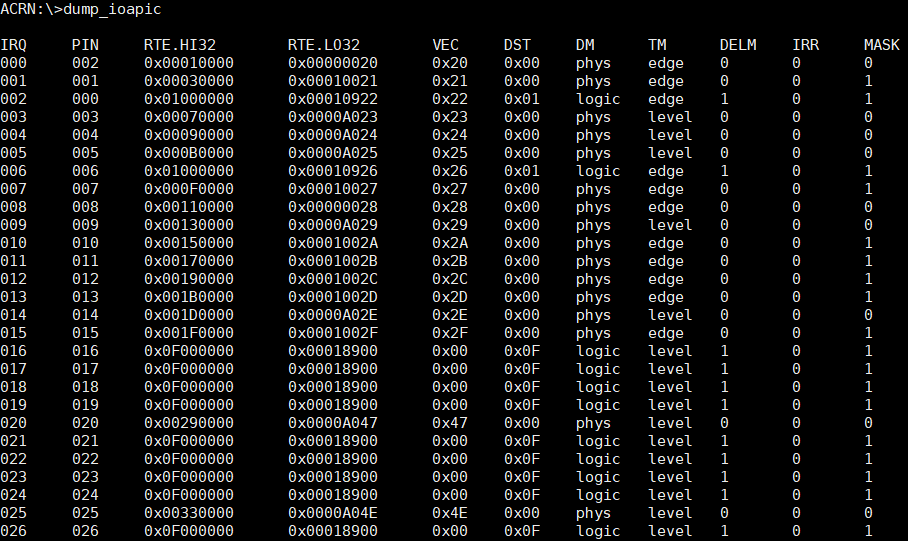 ACRN:\>dump_ioapic
IRQ PIN RTE.HI32 RTE.LO32 VEC DST DM TM DELM IRR MASK
000 002 0x00010000 0x00000020 0x20 0x00 phys edge 0 0 0
001 001 0x00030000 0x00010021 0x21 0x00 phys edge 0 0 1
002 000 0x01000000 0x00010922 0x22 0x01 logic edge 1 0 1
003 003 0x00070000 0x0000A023 0x23 0x00 phys level 0 0 0
004 004 0x00090000 0x0000A024 0x24 0x00 phys level 0 0 0
005 005 0x000B0000 0x0000A025 0x25 0x00 phys level 0 0 0
006 006 0x01000000 0x00010926 0x26 0x01 logic edge 1 0 1
007 007 0x000F0000 0x00010027 0x27 0x00 phys edge 0 0 1
008 008 0x00110000 0x00000028 0x28 0x00 phys edge 0 0 0
009 009 0x00130000 0x0000A029 0x29 0x00 phys level 0 0 0
010 010 0x00150000 0x0001002A 0x2A 0x00 phys edge 0 0 1
011 011 0x00170000 0x0001002B 0x2B 0x00 phys edge 0 0 1
012 012 0x00190000 0x0001002C 0x2C 0x00 phys edge 0 0 1
013 013 0x001B0000 0x0001002D 0x2D 0x00 phys edge 0 0 1
014 014 0x001D0000 0x0000A02E 0x2E 0x00 phys level 0 0 0
015 015 0x001F0000 0x0001002F 0x2F 0x00 phys edge 0 0 1
016 016 0x0F000000 0x00018900 0x00 0x0F logic level 1 0 1
017 017 0x0F000000 0x00018900 0x00 0x0F logic level 1 0 1
018 018 0x0F000000 0x00018900 0x00 0x0F logic level 1 0 1
019 019 0x0F000000 0x00018900 0x00 0x0F logic level 1 0 1
020 020 0x00290000 0x0000A047 0x47 0x00 phys level 0 0 0
021 021 0x0F000000 0x00018900 0x00 0x0F logic level 1 0 1
022 022 0x0F000000 0x00018900 0x00 0x0F logic level 1 0 1
023 023 0x0F000000 0x00018900 0x00 0x0F logic level 1 0 1
024 024 0x0F000000 0x00018900 0x00 0x0F logic level 1 0 1
025 025 0x00330000 0x0000A04E 0x4E 0x00 phys level 0 0 0
026 026 0x0F000000 0x00018900 0x00 0x0F logic level 1 0 1